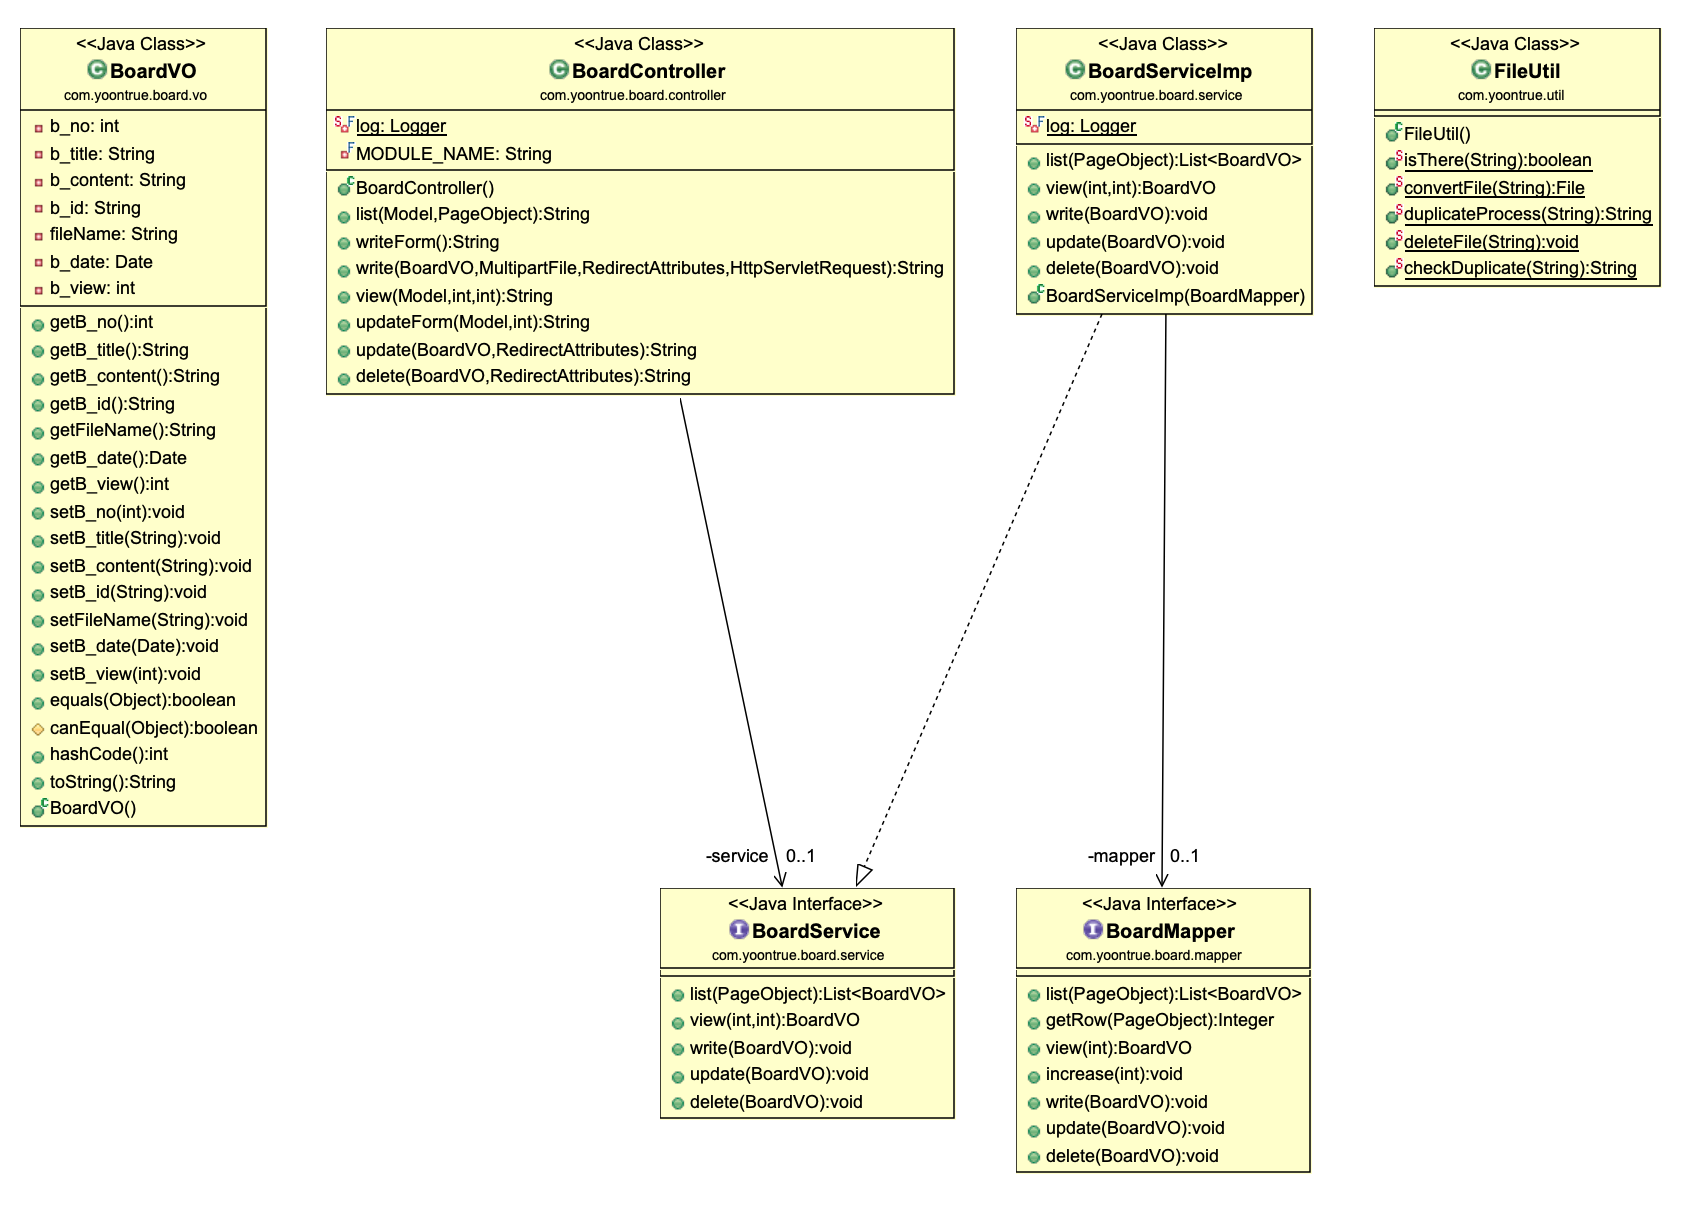 <<Java Class>>
BoardVO
com.yoontrue.board.vo
b_no: int
b_title: String
b_content: String
b_id: String
fileName: String
b_date: Date
b_view: int
getB_no():int
getB_title():String
getB_content():String
getB_id():String
getFileName():String
getB_date():Date
getB_view():int
setB_no(int):void
setB_title(String):void
setB_content(String):void
setB_id(String):void
setFileName(String):void
setB_date(Date):void
setB_view(int):void
equals(Object):boolean
canEqual(Object):boolean
hashCode():int
toString():String
BoardVO()
<<Java Class>>
BoardController
com.yoontrue.board.controller
log: Logger
MODULE_NAME: String
BoardController()
list(Model,PageObject):String
writeForm():String
write(BoardVO,MultipartFile,RedirectAttributes,HttpServletRequest):String
view(Model,int,int):String
updateForm(Model,int):String
update(BoardVO,RedirectAttributes):String
delete(BoardVO,RedirectAttributes):String
<<Java Class>>
BoardServiceImp
com.yoontrue.board.service
log: Logger
list(PageObject):List<BoardVO>
view(int,int):BoardVO
write(BoardVO):void
update(BoardVO):void
delete(BoardVO):void
BoardServiceImp(BoardMapper)
<<Java Class>>
FileUtil
com.yoontrue.util
FileUtil()
isThere(String):boolean
convertFile(String):File
duplicateProcess(String):String
deleteFile(String):void
checkDuplicate(String):String
-service 0..1
-mapper 0..1
<<Java Interface>>
BoardService
com.yoontrue.board.service
list(PageObject):List<BoardVO>
view(int,int):BoardVO
write(BoardVO):void
update(BoardVO):void
delete(BoardVO):void
<<Java Interface>>
BoardMapper
com.yoontrue.board.mapper
list(PageObject):List<BoardVO>
getRow(PageObject):Integer
view(int):BoardVO
increase(int):void
write(BoardVO):void
update(BoardVO):void
delete(BoardVO):void